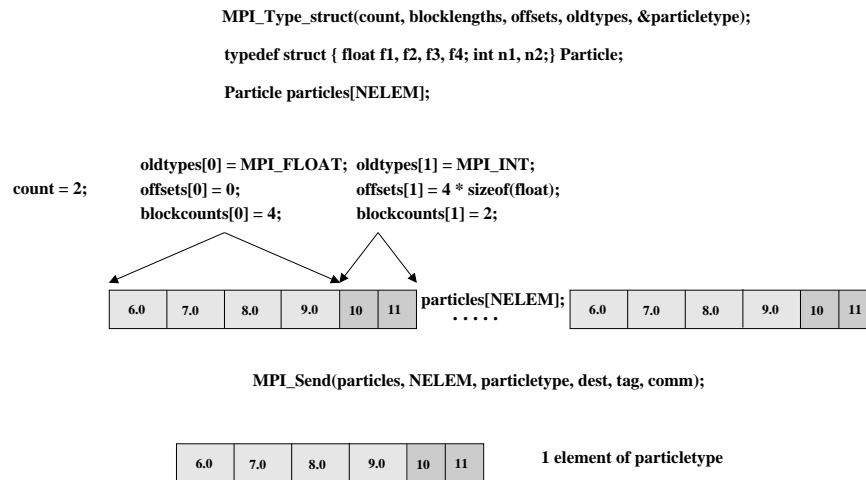 MPI_Type_struct(count, blocklengths, offsets, oldtypes, &particletype);
typedef struct { float f1, f2, f3, f4; int n1, n2;} Particle;
Particle particles[NELEM];
oldtypes[0] = MPI_FLOAT; oldtypes[1] = MPI_INT;
count = 2; offsets[0] = 0; offsets[1] = 4 * sizeof(float);
blockcounts[0] = 4; blockcounts[1] = 2;
6.0 7.0 8.0 9.0 10 11 particles[NELEM]; 6.0 7.0 8.0 9.0 10 11
. . . . .
MPI_Send(particles, NELEM, particletype, dest, tag, comm);
6.0 7.0 8.0 9.0 10 11 1 element of particletype